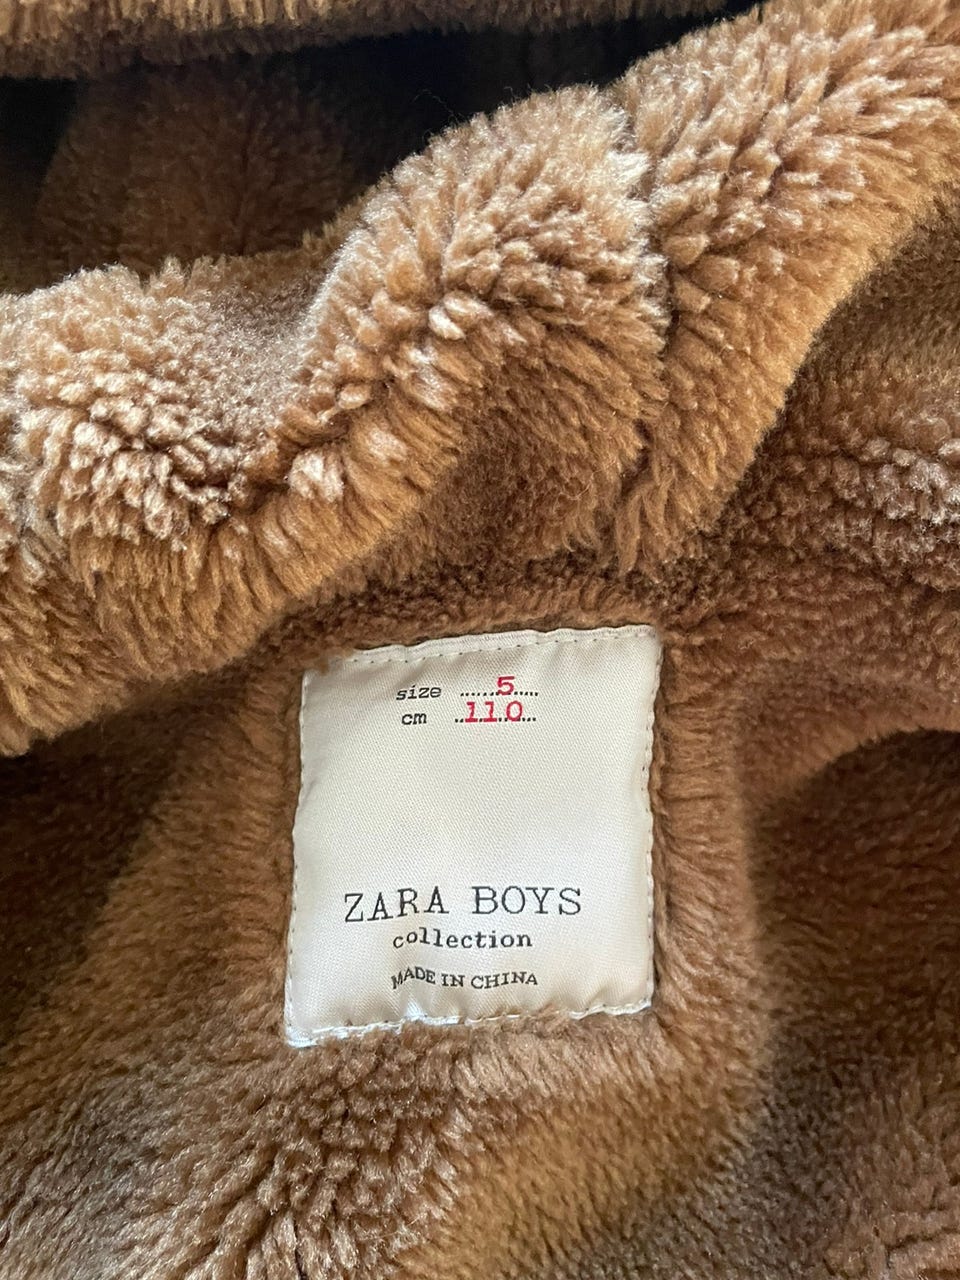 size ......5.....
cm ..110...
ZARA BOYS
collection
MADE IN CHINA